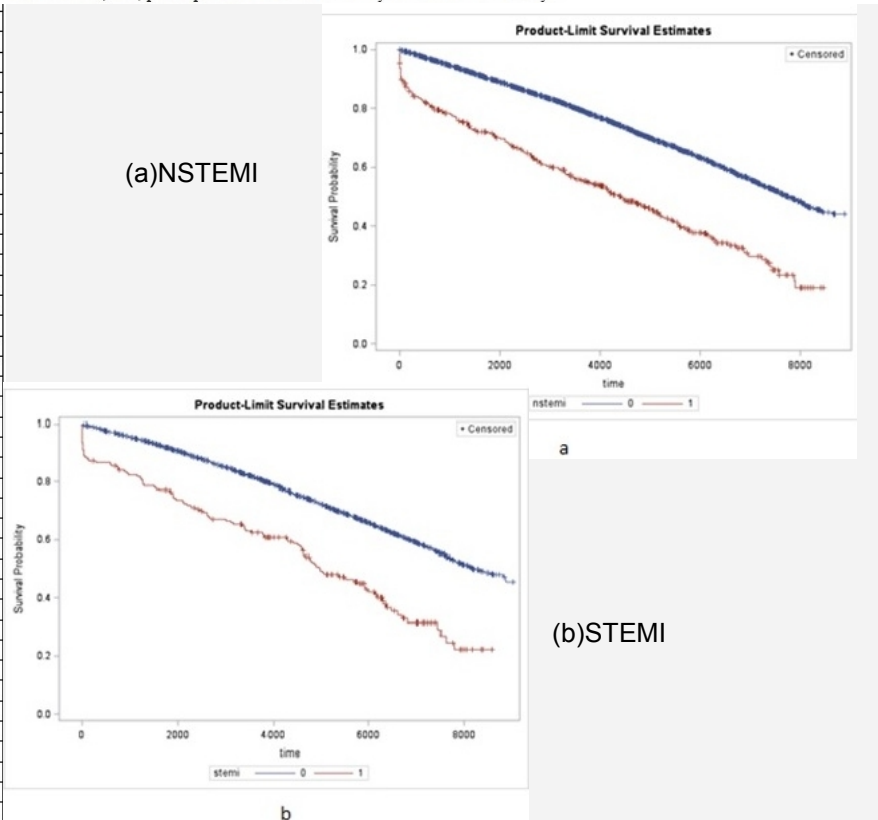 Product-Limit Survival Estimates
+ Censored
1.0
0.8
0.6
0.4
0.2
0.0
Survival Probability
0 2000 4000 6000 8000
time
nstemi 0 1
a
(a)NSTEMI
Product-Limit Survival Estimates
+ Censored
1.0
0.8
0.6
0.4
0.2
0.0
Survival Probability
0 2000 4000 6000 8000
time
stemi 0 1
b
(b)STEMI